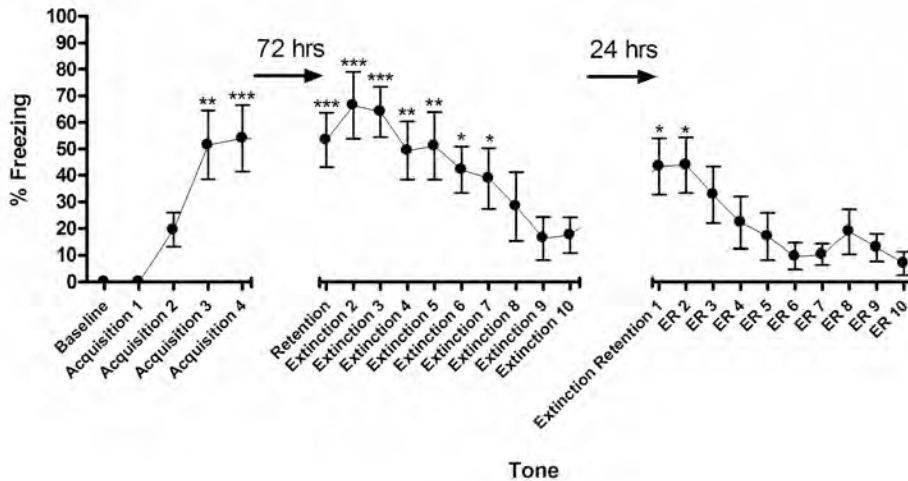 100
90
80
70
60
50
40
30
20
10
0
% Freezing
72 hrs
24 hrs
** ***
*** *** *** ** ** * *
* *
Baseline
Acquisition 1
Acquisition 2
Acquisition 3
Acquisition 4
Retention
Extinction 2
Extinction 3
Extinction 4
Extinction 5
Extinction 6
Extinction 7
Extinction 8
Extinction 9
Extinction 10
Extinction Retention 1
ER 2
ER 3
ER 4
ER 5
ER 6
ER 7
ER 8
ER 9
ER 10
Tone